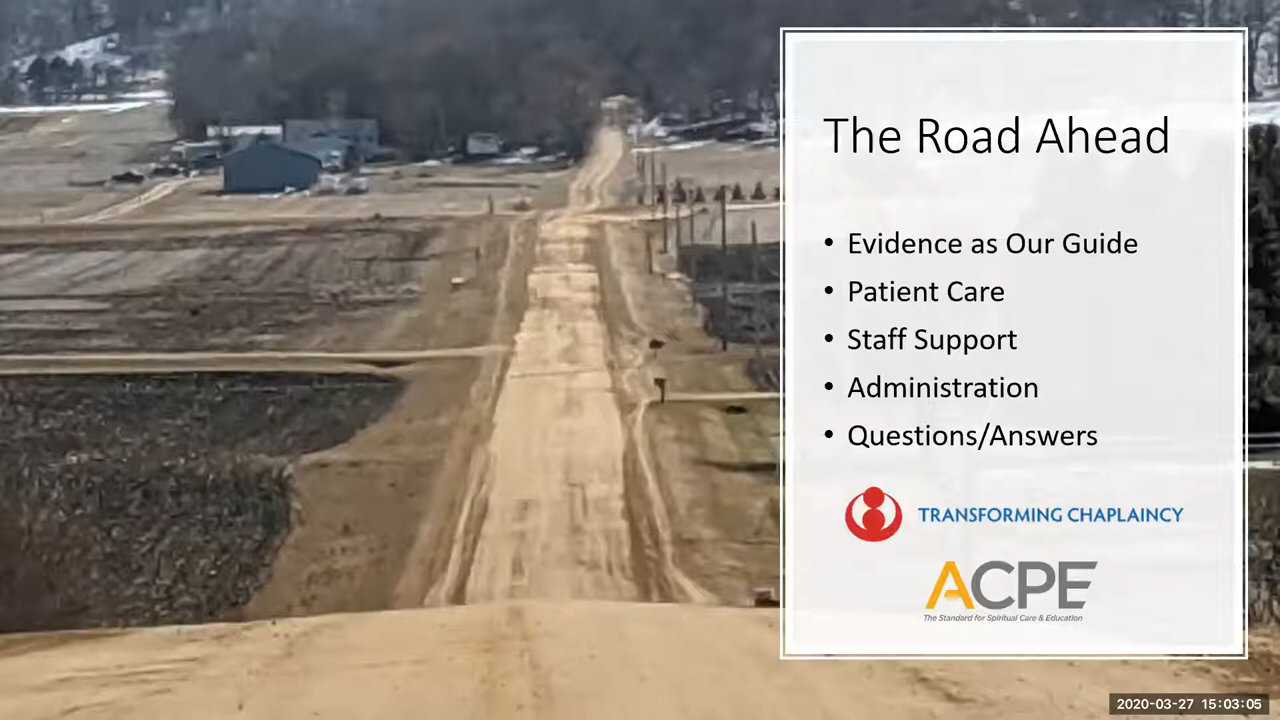 The Road Ahead
• Evidence as Our Guide
• Patient Care
• Staff Support
• Administration
• Questions/Answers
TRANSFORMING CHAPLAINCY
ACPE
The Standard for Spiritual Care & Education
2020-03-27 15:03:05